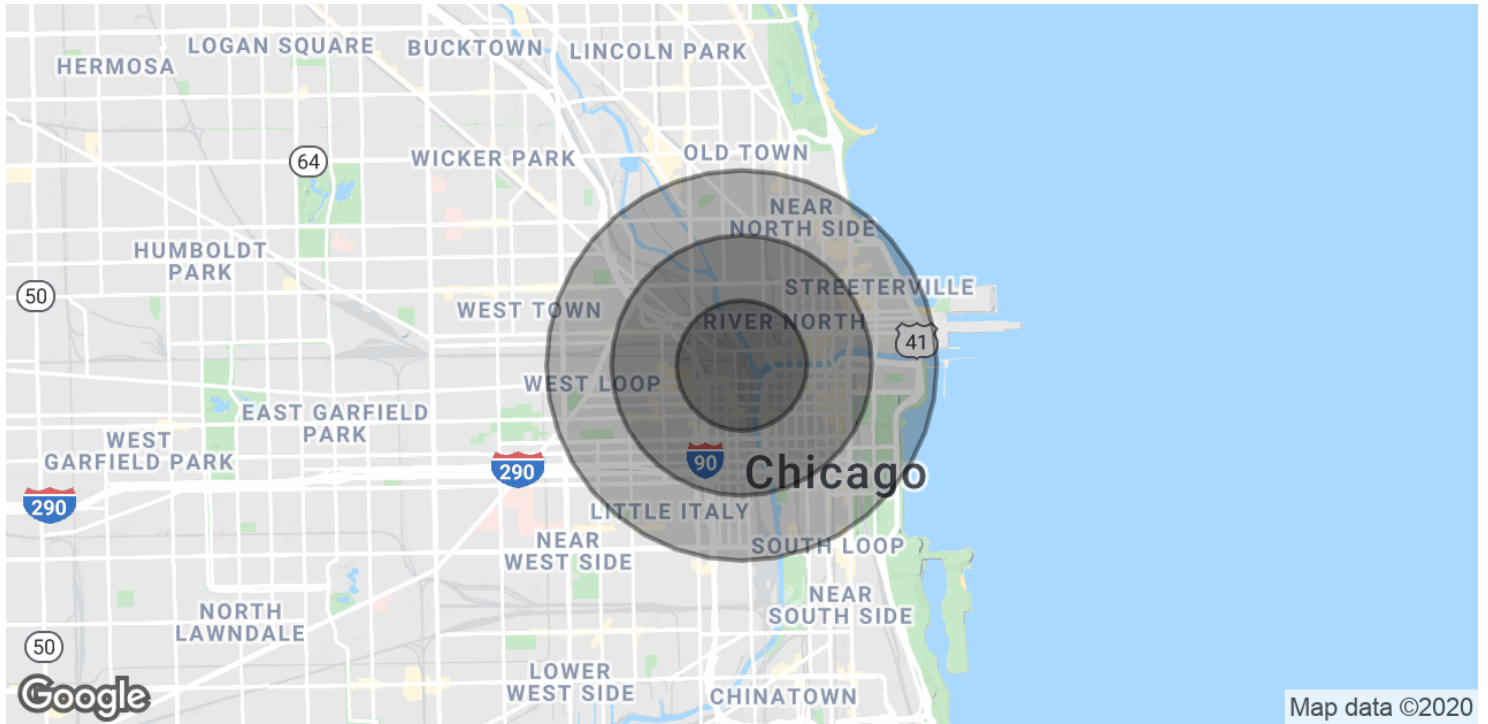 LOGAN SQUARE
BUCKTOWN
LINCOLN PARK
HERMOSA
64
WICKER PARK
OLD TOWN
NEAR
NORTH SIDE
HUMBOLDT
PARK
50
WEST TOWN
STREETERVILLE
RIVER NORTH
41
WEST LOOP
EAST GARFIELD
PARK
WEST
GARFIELD PARK
290
290
90
Chicago
LITTLE ITALY
NEAR
WEST SIDE
SOUTH LOOP
NORTH
LAWNDALE
NEAR
SOUTH SIDE
50
LOWER
WEST SIDE
CHINATOWN
Google
Map data ©2020